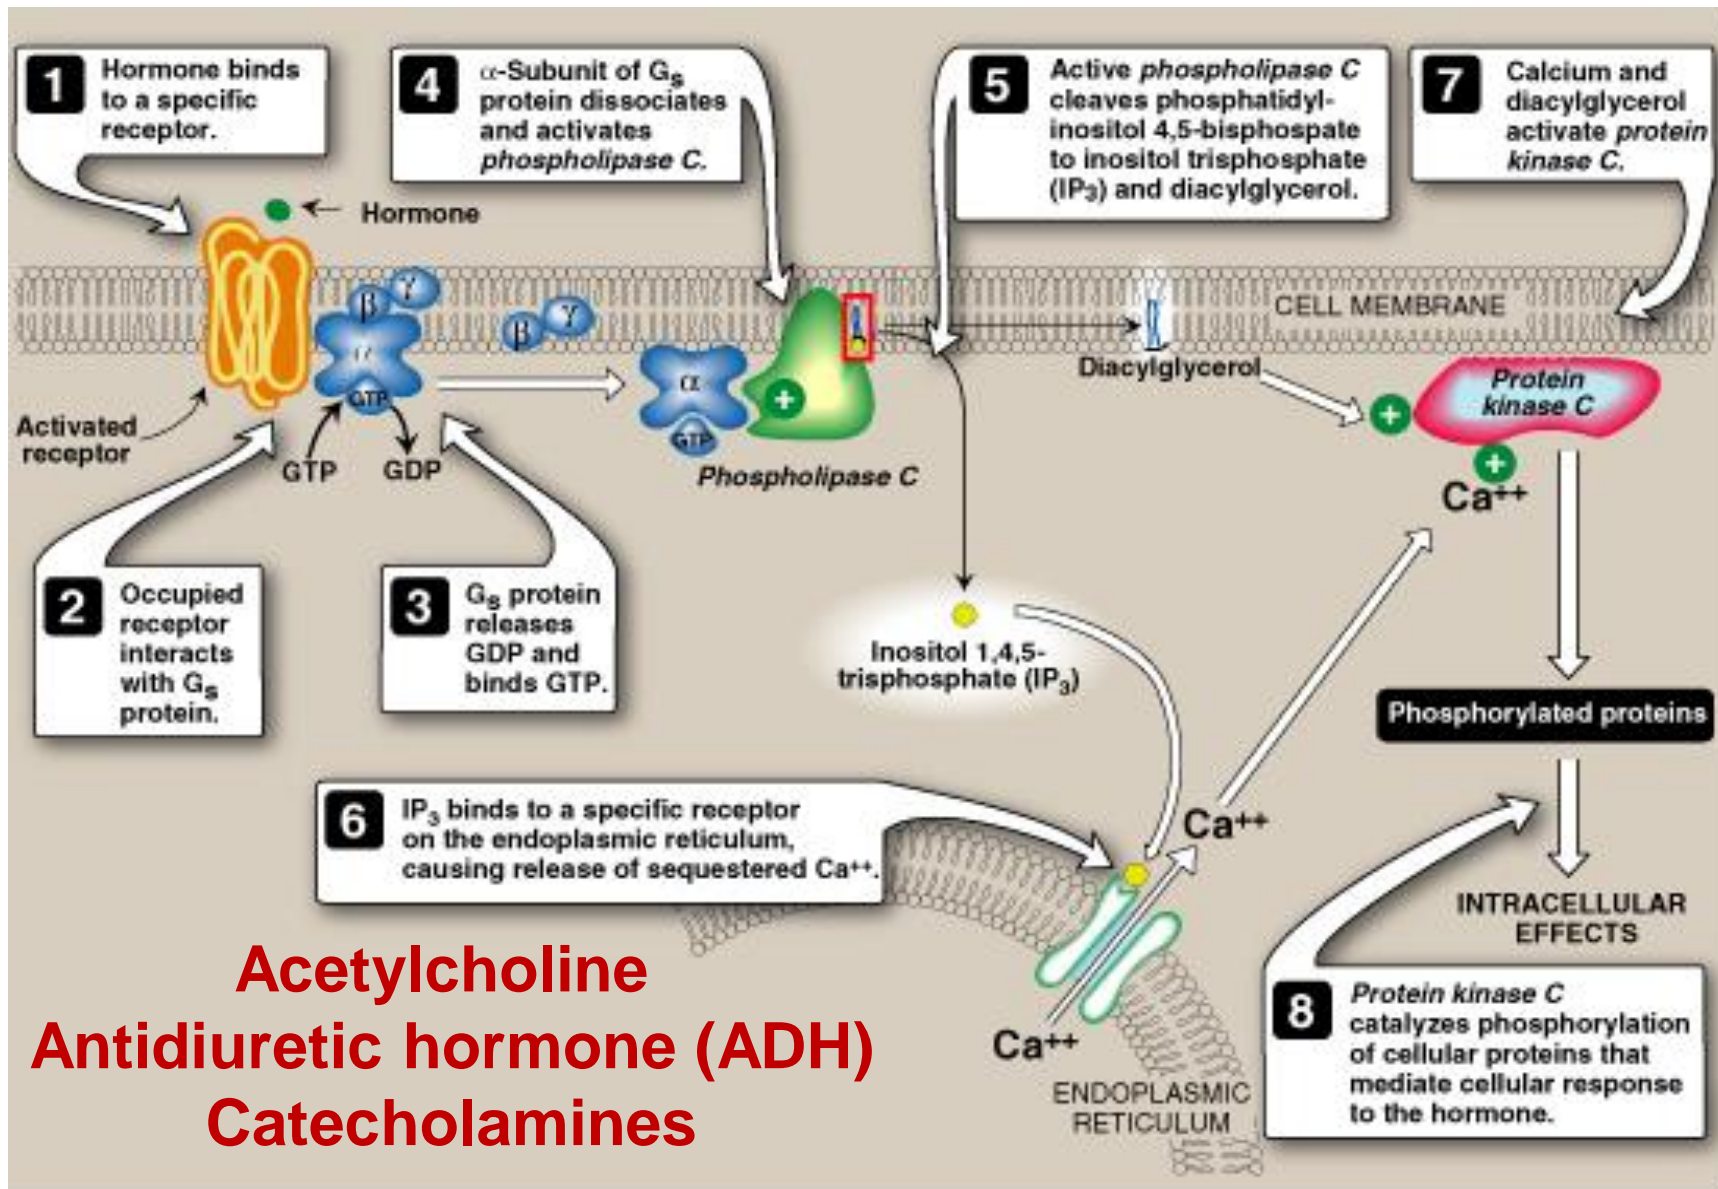 1
Hormone binds
to a specific
receptor.
4
α-Subunit of Gs
protein dissociates
and activates
phospholipase C.
5
Active phospholipase C
cleaves phosphatidyl-
inositol 4,5-bisphospate
to inositol trisphosphate
(IP3) and diacylglycerol.
7
Calcium and
diacylglycerol
activate protein
kinase C.
Hormone
β γ
α
GTP
β γ
α
GTP
+
CELL MEMBRANE
Diacylglycerol
Protein
kinase C
+
+
Ca++
Activated
receptor
GTP
GDP
Phospholipase C
2
Occupied
receptor
interacts
with Gs
protein.
3
Gs protein
releases
GDP and
binds GTP.
Inositol 1,4,5-
trisphosphate (IP3)
Phosphorylated proteins
6
IP3 binds to a specific receptor
on the endoplasmic reticulum,
causing release of sequestered Ca++.
Ca++
INTRACELLULAR
EFFECTS
Acetylcholine
Antidiuretic hormone (ADH)
Catecholamines
Ca++
ENDOPLASMIC
RETICULUM
8
Protein kinase C
catalyzes phosphorylation
of cellular proteins that
mediate cellular response
to the hormone.